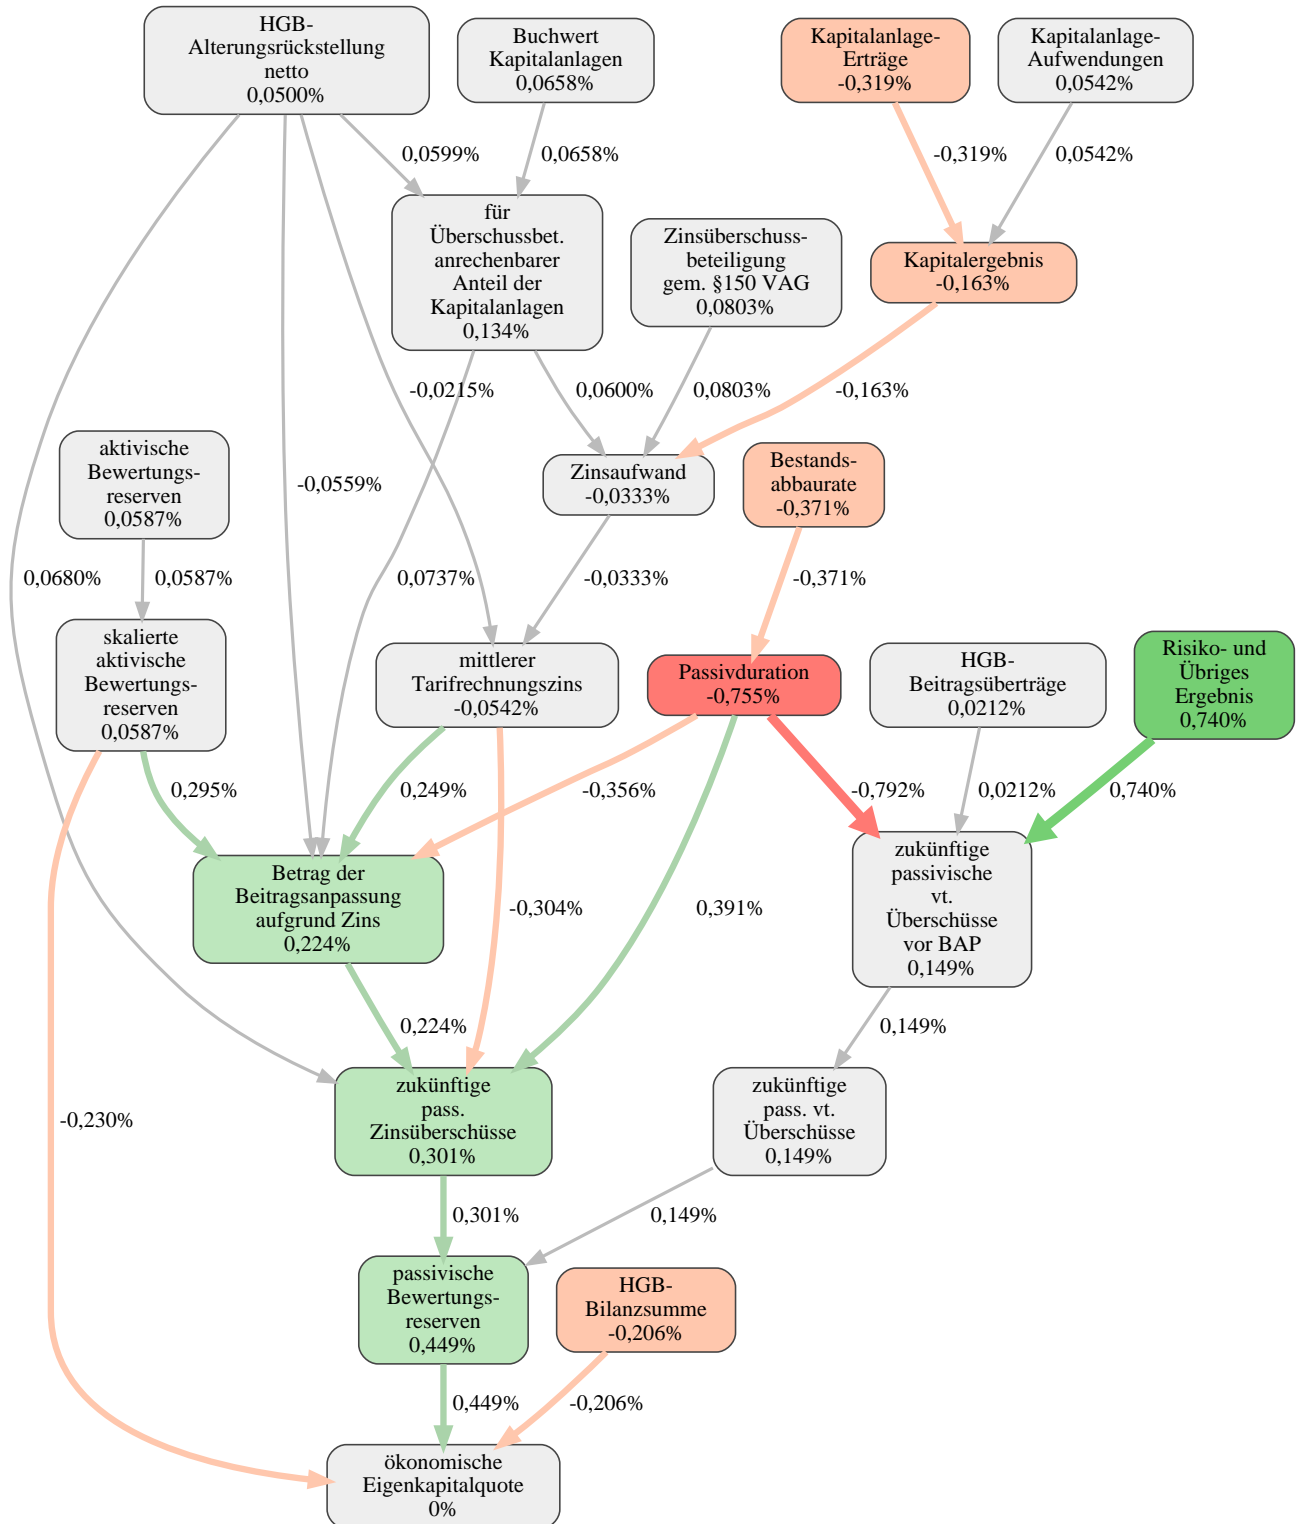 HGB-
Alterungsrückstellung
netto
0,0500%
Buchwert
Kapitalanlagen
0,0658%
Kapitalanlage-
Erträge
-0,319%
Kapitalanlage-
Aufwendungen
0,0542%
0,0599%
0,0658%
-0,319%
0,0542%
für
Überschussbet.
anrechenbarer
Anteil der
Kapitalanlagen
0,134%
Zinsüberschuss-
beteiligung
gem. §150 VAG
0,0803%
Kapitalergebnis
-0,163%
-0,0215%
0,0600%
0,0803%
-0,163%
aktivische
Bewertungs-
reserven
0,0587%
-0,0559%
Zinsaufwand
-0,0333%
Bestands-
abbaurate
-0,371%
0,0680%
0,0587%
0,0737%
-0,0333%
-0,371%
skalierte
aktivische
Bewertungs-
reserven
0,0587%
mittlerer
Tarifrechnungszins
-0,0542%
Passivduration
-0,755%
HGB-
Beitragsüberträge
0,0212%
Risiko- und
Übriges
Ergebnis
0,740%
0,295%
0,249%
-0,356%
-0,792%
0,0212%
0,740%
Betrag der
Beitragsanpassung
aufgrund Zins
0,224%
-0,304%
0,391%
zukünftige
passivische
vt.
Überschüsse
vor BAP
0,149%
0,224%
0,149%
-0,230%
zukünftige
pass.
Zinsüberschüsse
0,301%
zukünftige
pass. vt.
Überschüsse
0,149%
0,301%
0,149%
passivische
Bewertungs-
reserven
0,449%
HGB-
Bilanzsumme
-0,206%
0,449%
-0,206%
ökonomische
Eigenkapitalquote
0%